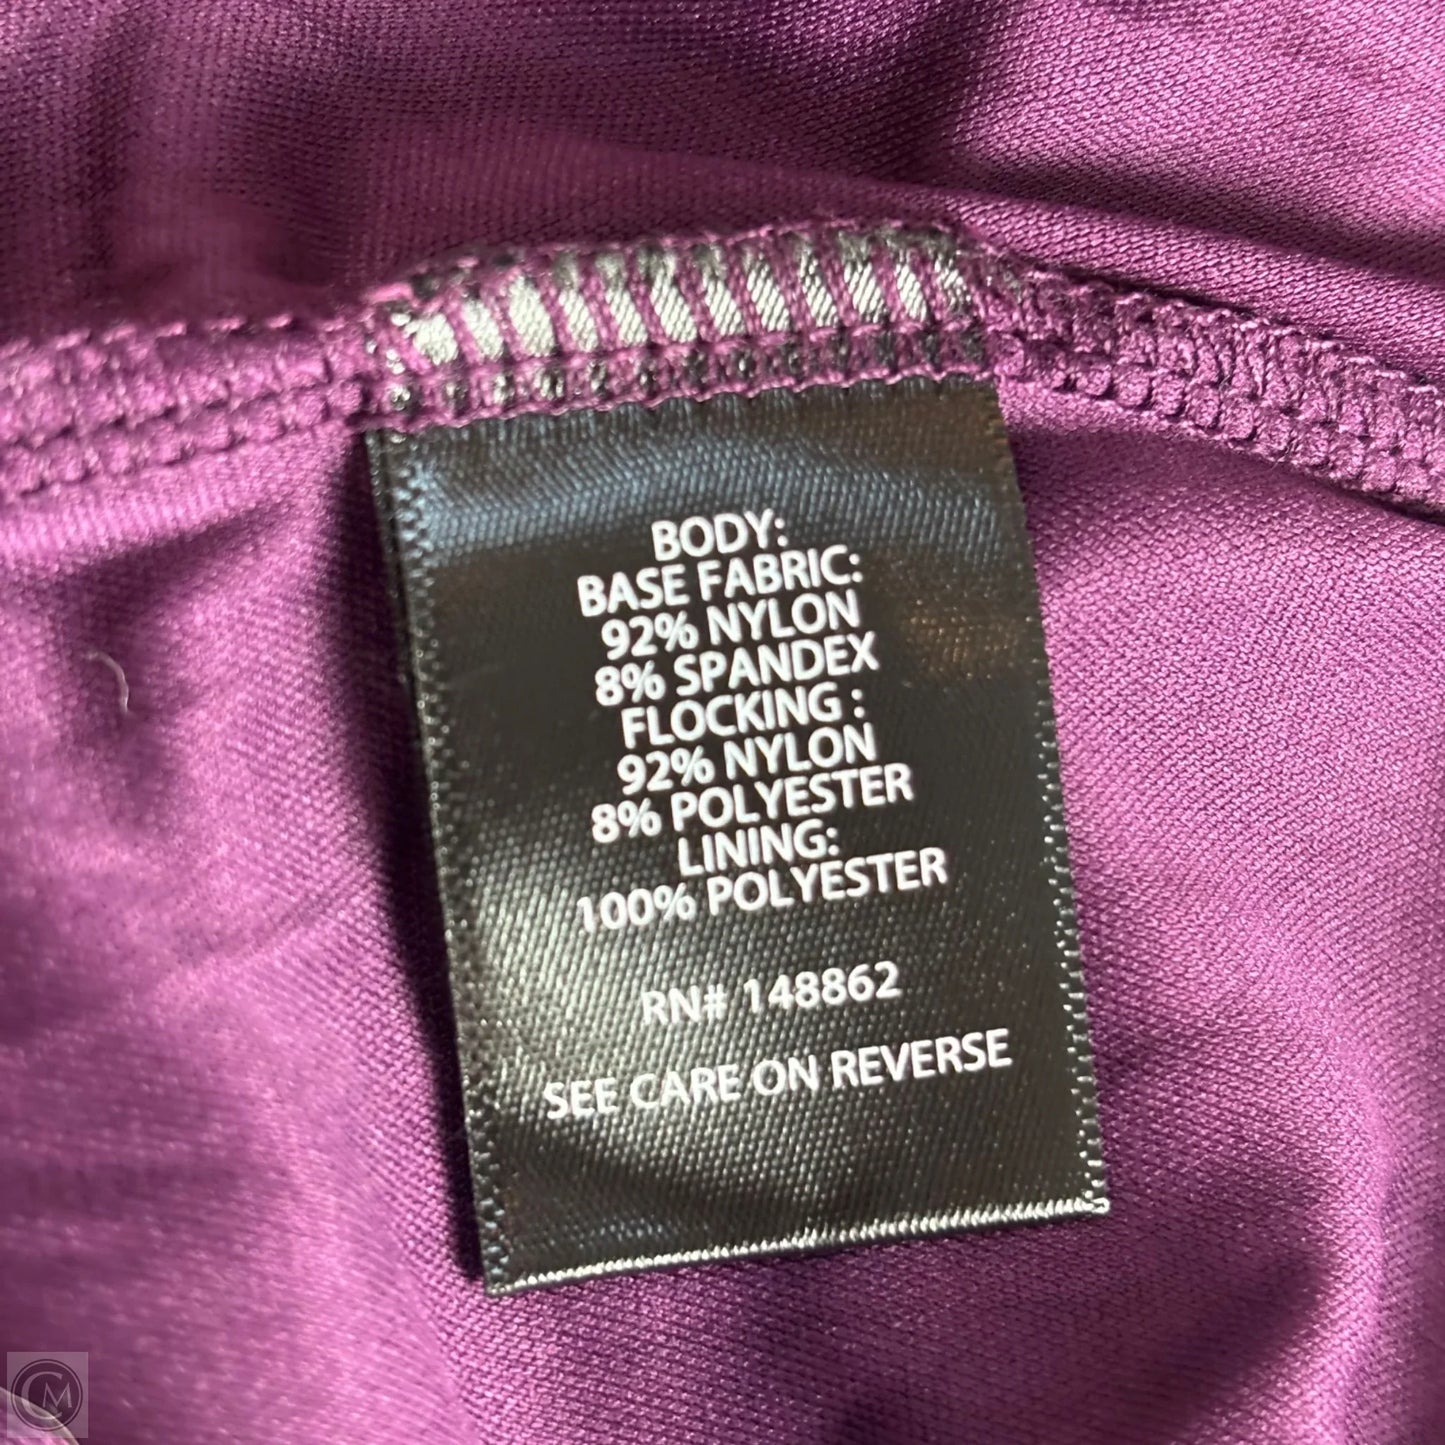 BODY:
BASE FABRIC:
92% NYLON
8% SPANDEX
FLOCKING :
92% NYLON
8% POLYESTER
LINING:
100% POLYESTER
RN# 148862
SEE CARE ON REVERSE
CM